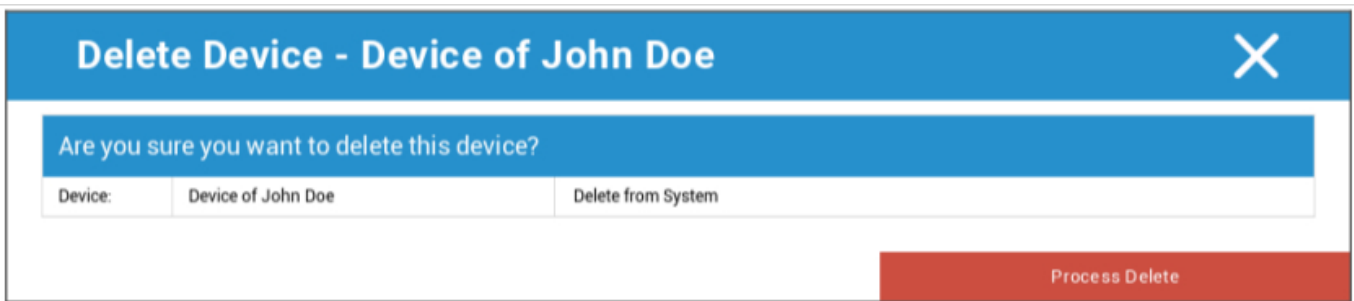 Delete Device - Device of John Doe
Are you sure you want to delete this device?
Device: Device of John Doe Delete from System
Process Delete